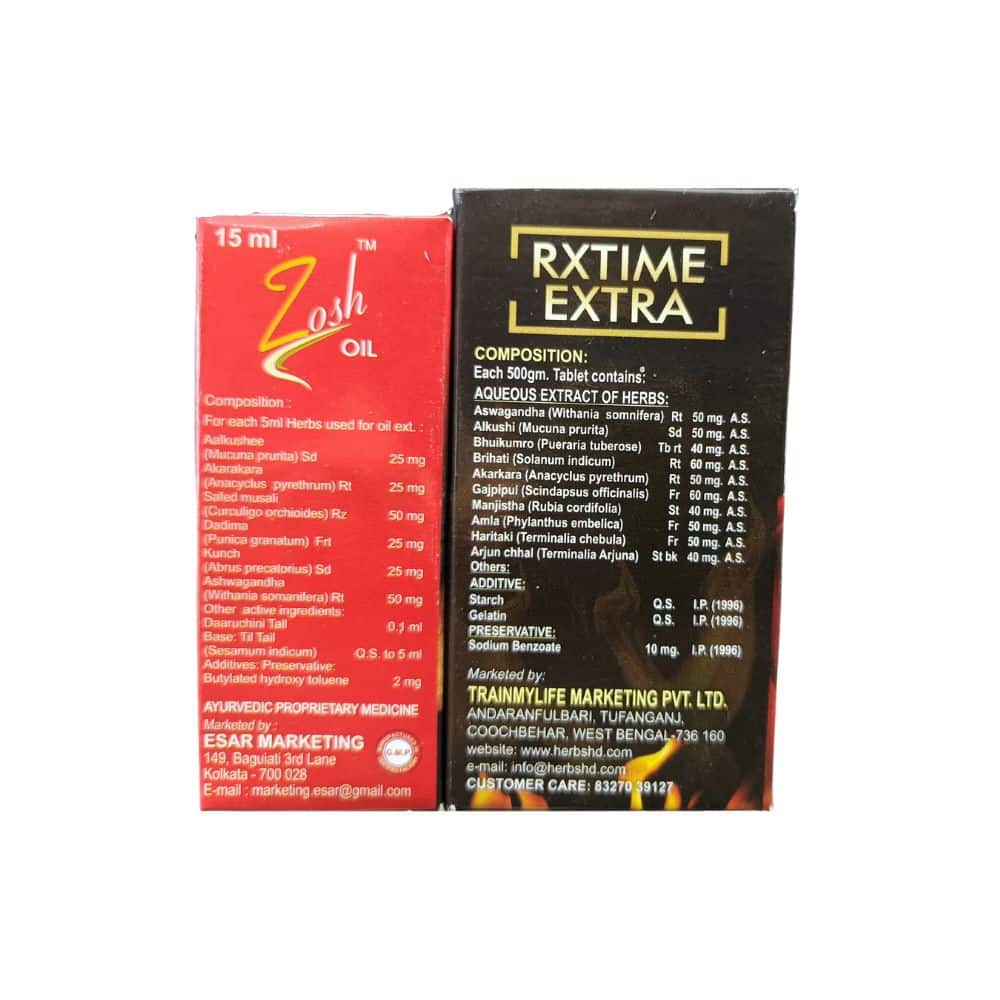 15 ml
TM
Zosh
OIL
Composition :
For each 5ml Herbs used for oil ext. :
Aalkushee
(Mucuna prurita) Sd 25 mg
Akarakara
(Anacyclus pyrethrum) Rt 25 mg
Safed musali
(Curculigo orchioides) Rz 50 mg
Dadima
(Punica granatum) Frt 25 mg
Kunch
(Abrus precatorius) Sd 25 mg
Ashwagandha
(Withania somanifera) Rt 50 mg
Other active ingredients:
Daaruchini Tail 0.1 ml
Base: Til Tail
(Sesamum indicum) Q.S. to 5 ml
Additives: Preservative:
Butylated hydroxy toluene 2 mg
AYURVEDIC PROPRIETARY MEDICINE
Marketed by :
ESAR MARKETING
149, Baguiati 3rd Lane
Kolkata - 700 028
E-mail : marketing.esar@gmail.com
G.M.P.
RXTIME
EXTRA
COMPOSITION:
Each 500gm. Tablet contains:
AQUEOUS EXTRACT OF HERBS:
Aswagandha (Withania somnifera) Rt 50 mg. A.S.
Alkushi (Mucuna prurita) Sd 50 mg. A.S.
Bhuikumro (Pueraria tuberose) Tb rt 40 mg. A.S.
Brihati (Solanum indicum) Rt 60 mg. A.S.
Akarkara (Anacyclus pyrethrum) Rt 50 mg. A.S.
Gajpipul (Scindapsus officinalis) Fr 60 mg. A.S.
Manjistha (Rubia cordifolia) St 40 mg. A.S.
Amla (Phylanthus embelica) Fr 50 mg. A.S.
Haritaki (Terminalia chebula) Fr 50 mg. A.S.
Arjun chhal (Terminalia Arjuna) St bk 40 mg. A.S.
Others:
ADDITIVE:
Starch Q.S. I.P. (1996)
Gelatin Q.S. I.P. (1996)
PRESERVATIVE:
Sodium Benzoate 10 mg. I.P. (1996)
Marketed by:
TRAINMYLIFE MARKETING PVT. LTD.
ANDARANFULBARI, TUFANGANJ,
COOCHBEHAR, WEST BENGAL-736 160
website: www.herbshd.com
e-mail: info@herbshd.com
CUSTOMER CARE: 83270 39127